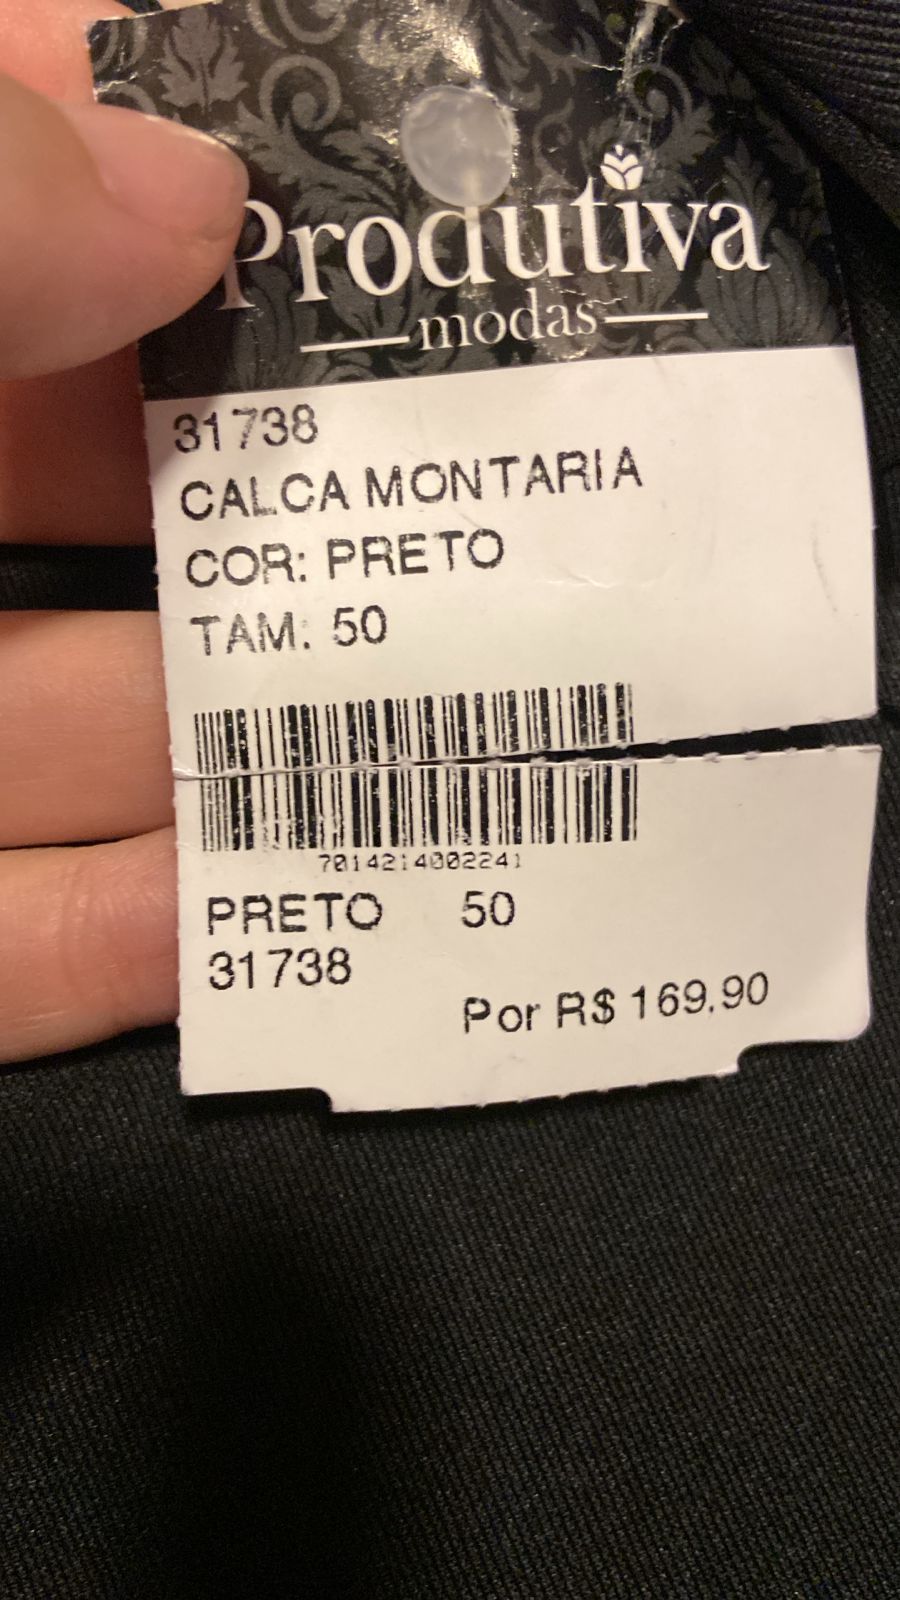 Produtiva
modas
31738
CALCA MONTARIA
COR: PRETO
TAM: 50
7014214002241
PRETO 50
31738
Por R$ 169.90